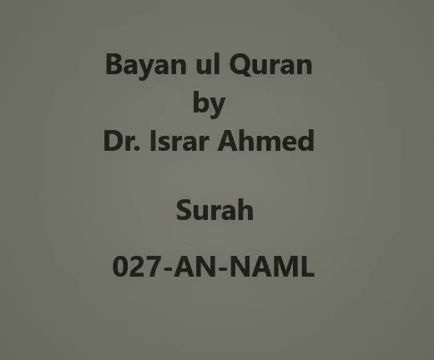 Bayan ul Quran
by
Dr. Israr Ahmed
Surah
027-AN-NAML